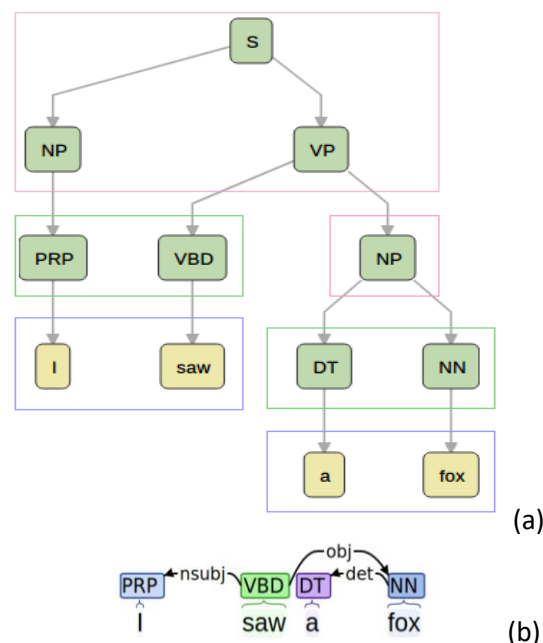 S
NP VP
PRP VBD NP
I saw DT NN
a fox
(a)
obj
nsubj det
PRP VBD DT NN
I saw a fox
(b)